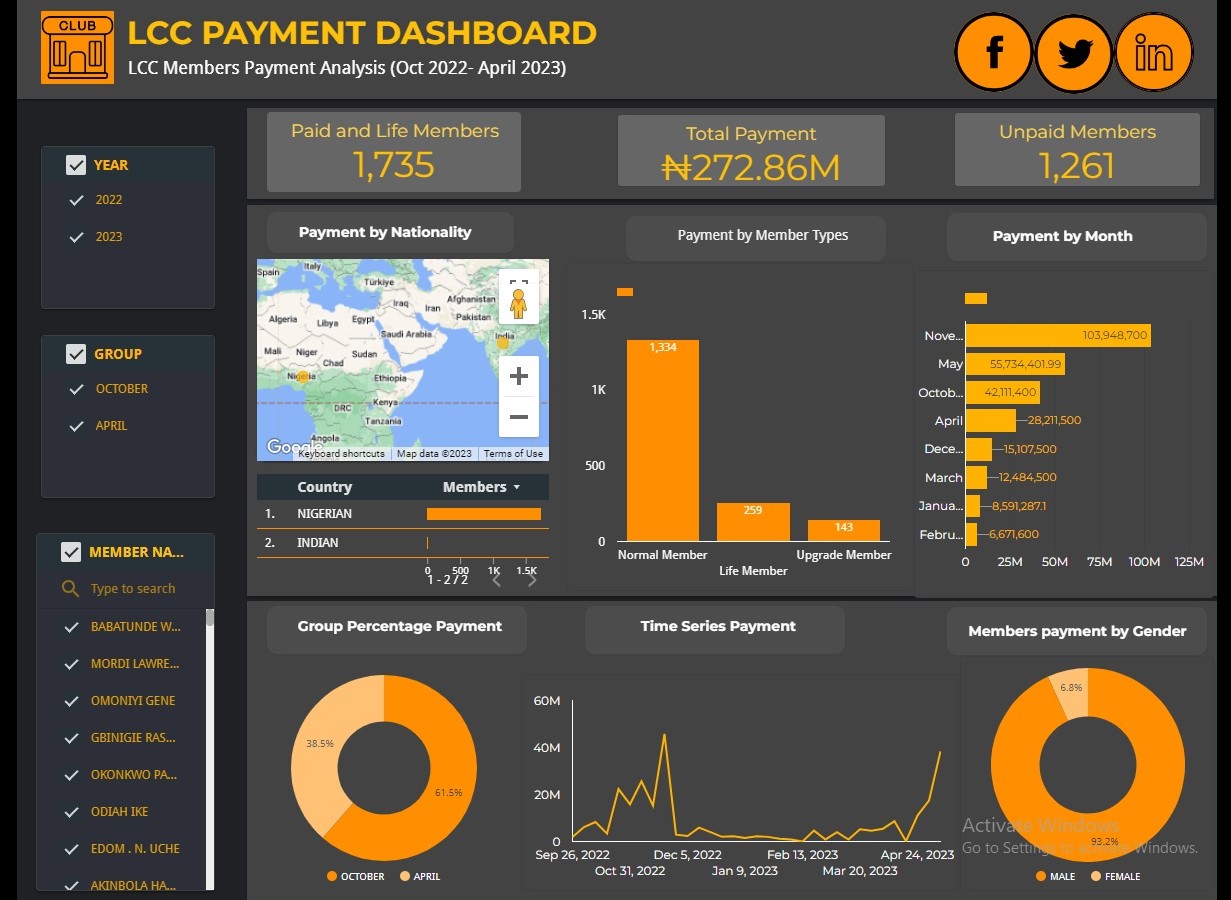 CLUB
LCC PAYMENT DASHBOARD
LCC Members Payment Analysis (Oct 2022- April 2023)
f
in
YEAR
2022
2023
GROUP
OCTOBER
APRIL
MEMBER NA...
Type to search
BABATUNDE W...
MORDI LAWRE...
OMONIYI GENE
GBINIGIE RAS...
OKONKWO PA...
ODIAH IKE
EDOM . N. UCHE
AKINBOLA HA...
Paid and Life Members
1,735
Total Payment
₦272.86M
Unpaid Members
1,261
Payment by Nationality
Spain
Italy
Türkiye
Iraq
Iran
Afghanistan
Pakistan
Algeria
Libya
Egypt
Saudi Arabia
India
Mali
Niger
Chad
Sudan
Nigeria
Ethiopia
DRC
Kenya
Tanzania
Angola
Google
Keyboard shortcuts
Map data ©2023
Terms of Use
Country Members
1. NIGERIAN
2. INDIAN
0 500 1K 1.5K
1 - 2 / 2
Payment by Member Types
1.5K
1K
500
0
1,334
259
143
Normal Member
Life Member
Upgrade Member
Payment by Month
Nove... 103,948,700
May 55,734,401.99
Octob... 42,111,400
April 28,211,500
Dece... 15,107,500
March 12,484,500
Janua... 8,591,287.1
Febru... 6,671,600
0 25M 50M 75M 100M 125M
Group Percentage Payment
38.5%
61.5%
OCTOBER APRIL
Time Series Payment
60M
40M
20M
0
Sep 26, 2022 Dec 5, 2022 Feb 13, 2023 Apr 24, 2023
Oct 31, 2022 Jan 9, 2023 Mar 20, 2023
Members payment by Gender
6.8%
93.2%
MALE FEMALE
Activate Windows
Go to Settings to activate Windows.